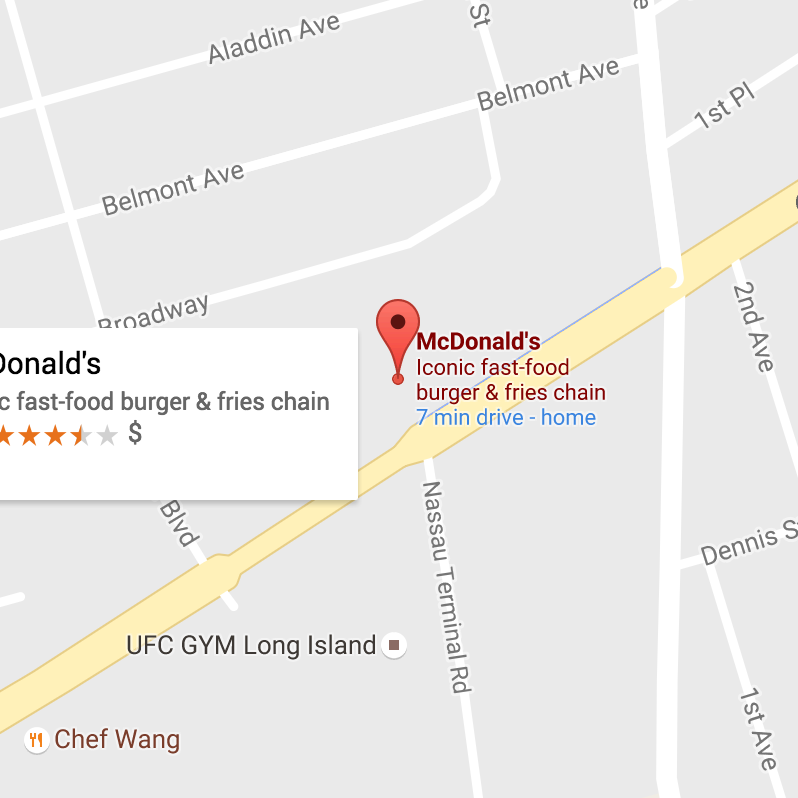 Aladdin Ave
St
Belmont Ave
1st Pl
Belmont Ave
2nd Ave
Broadway
McDonald's
Iconic fast-food
burger & fries chain
7 min drive - home
Donald's
c fast-food burger & fries chain
$
Blvd
Nassau Terminal Rd
Dennis S
UFC GYM Long Island
1st Ave
Chef Wang